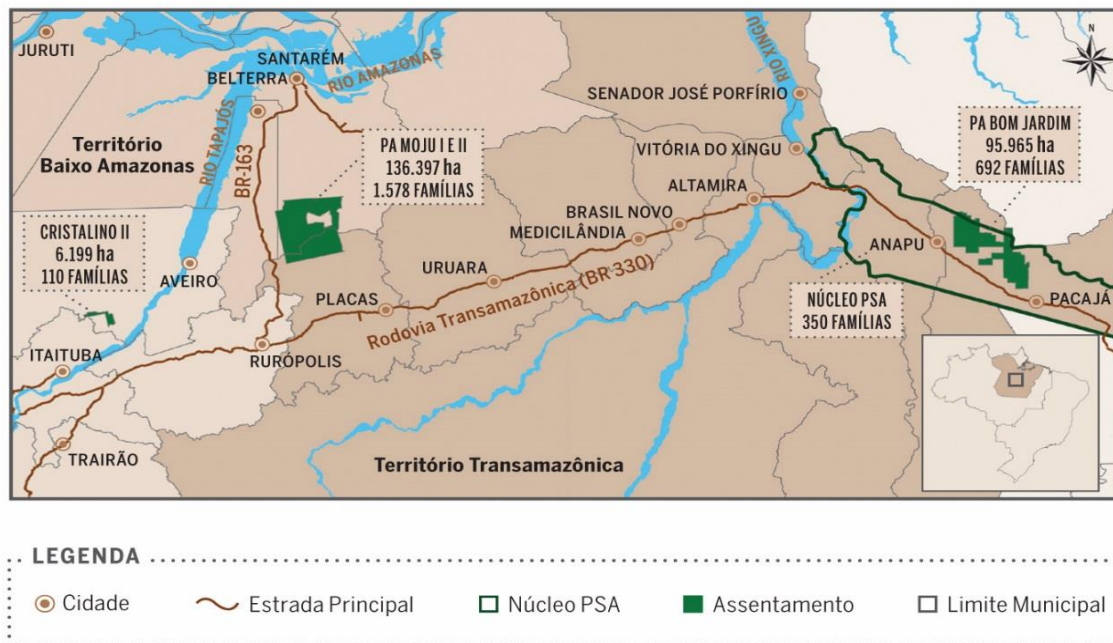 JURUTI
SANTARÉM
BELTERRA
RIO AMAZONAS
RIO XINGU
N
SENADOR JOSÉ PORFÍRIO
Território
Baixo Amazonas
RIO TAPAJÓS
BR-163
PA MOJU I E II
136.397 ha
1.578 FAMÍLIAS
VITÓRIA DO XINGU
PA BOM JARDIM
95.965 ha
692 FAMÍLIAS
ALTAMIRA
CRISTALINO II
6.199 ha
110 FAMÍLIAS
BRASIL NOVO
MEDICILÂNDIA
ANAPU
AVEIRO
URUARA
PLACAS
Rodovia Transamazônica (BR 330)
NÚCLEO PSA
350 FAMÍLIAS
PACAJÁ
ITAITUBA
RURÓPOLIS
TRAIRÃO
Território Transamazônica
LEGENDA
Cidade
Estrada Principal
Núcleo PSA
Assentamento
Limite Municipal